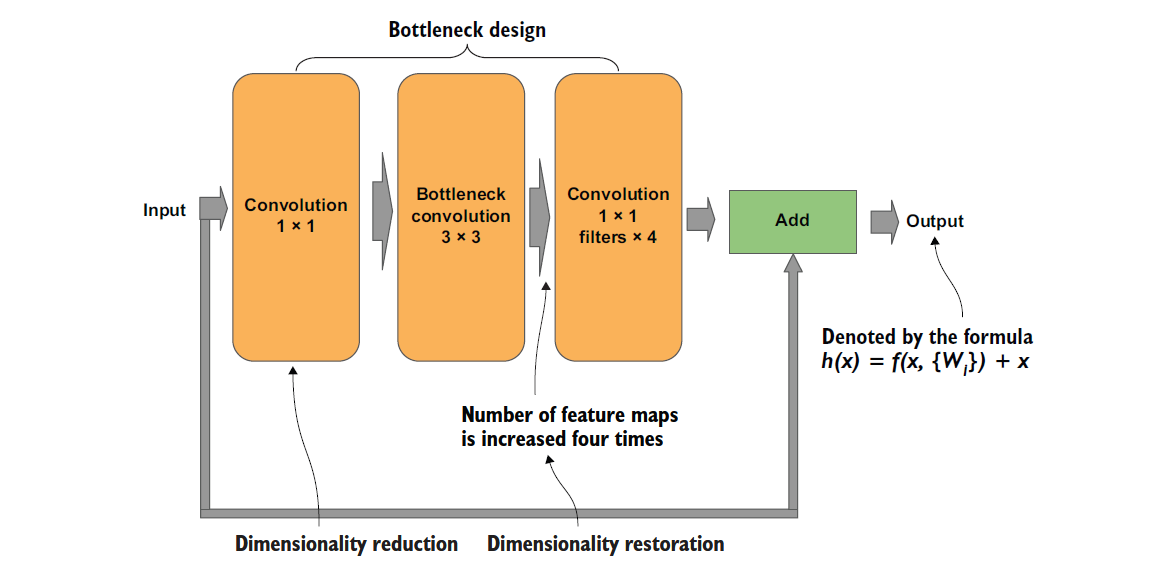 Bottleneck design
Input
Convolution
1 × 1
Bottleneck
convolution
3 × 3
Convolution
1 × 1
filters × 4
Add
Output
Denoted by the formula
h(x) = f(x, {Wᵢ}) + x
Number of feature maps
is increased four times
Dimensionality reduction
Dimensionality restoration